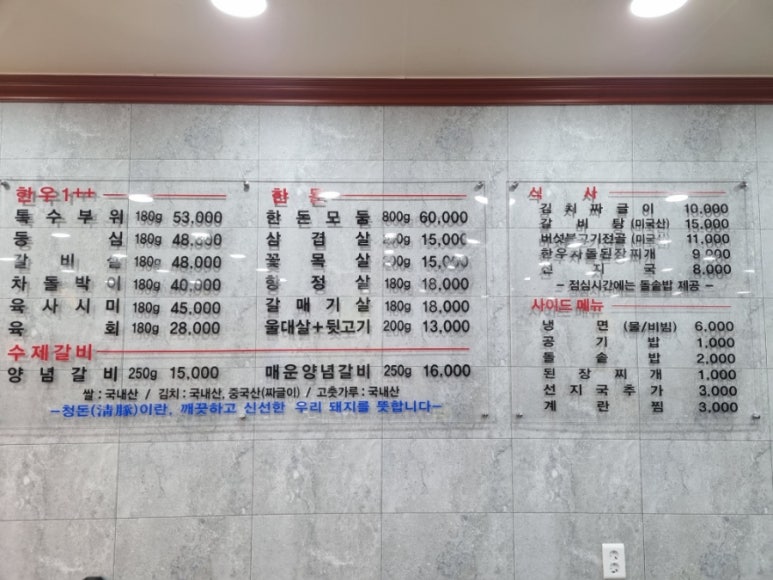 한우1++
특수부위 180g 53,000
등심 180g 48,000
갈비살 180g 48,000
차돌박이 180g 40,000
육사시미 180g 45,000
육회 180g 28,000
한돈
한돈모둠 800g 60,000
삼겹살 15,000
꽃목살 15,000
항정살 180g 18,000
갈매기살 180g 18,000
울대살+뒷고기 200g 13,000
수제갈비
양념갈비 250g 15,000 매운양념갈비 250g 16,000
쌀 : 국내산 / 김치 : 국내산, 중국산(짜글이) / 고춧가루 : 국내산
-청돈(淸豚)이란, 깨끗하고 신선한 우리 돼지를 뜻합니다-
식사
김치짜글이 10,000
갈비탕 (미국산) 15,000
버섯불고기전골 (미국산) 11,000
한우차돌된장찌개 9,000
선지국 8,000
- 점심시간에는 돌솥밥 제공 -
사이드 메뉴
냉면 (물/비빔) 6,000
공기밥 1,000
돌솥밥 2,000
된장찌개 1,000
선지국추가 3,000
계란찜 3,000